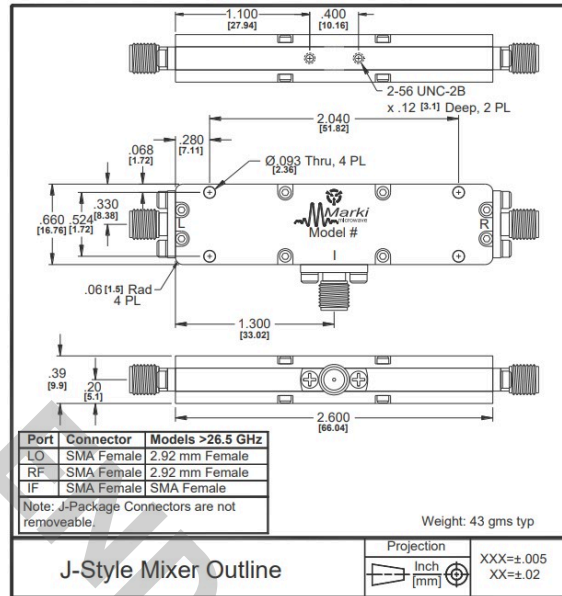 1.100
[27.94]
.400
[10.16]
2-56 UNC-2B
x .12 [3.1] Deep, 2 PL
2.040
[51.82]
.280
[7.11]
.068
[1.72]
Ø.093 Thru, 4 PL
[2.36]
.660
[16.76]
.524
[1.72]
.330
[8.38]
L
Marki
microwave
Model #
R
I
.06 [1.5] Rad
4 PL
1.300
[33.02]
.39
[9.9]
.20
[5.1]
2.600
[66.04]
Port Connector Models >26.5 GHz
LO SMA Female 2.92 mm Female
RF SMA Female 2.92 mm Female
IF SMA Female SMA Female
Note: J-Package Connectors are not
removeable.
Weight: 43 gms typ
J-Style Mixer Outline
Projection
Inch
[mm]
XXX=±.005
XX=±.02
END